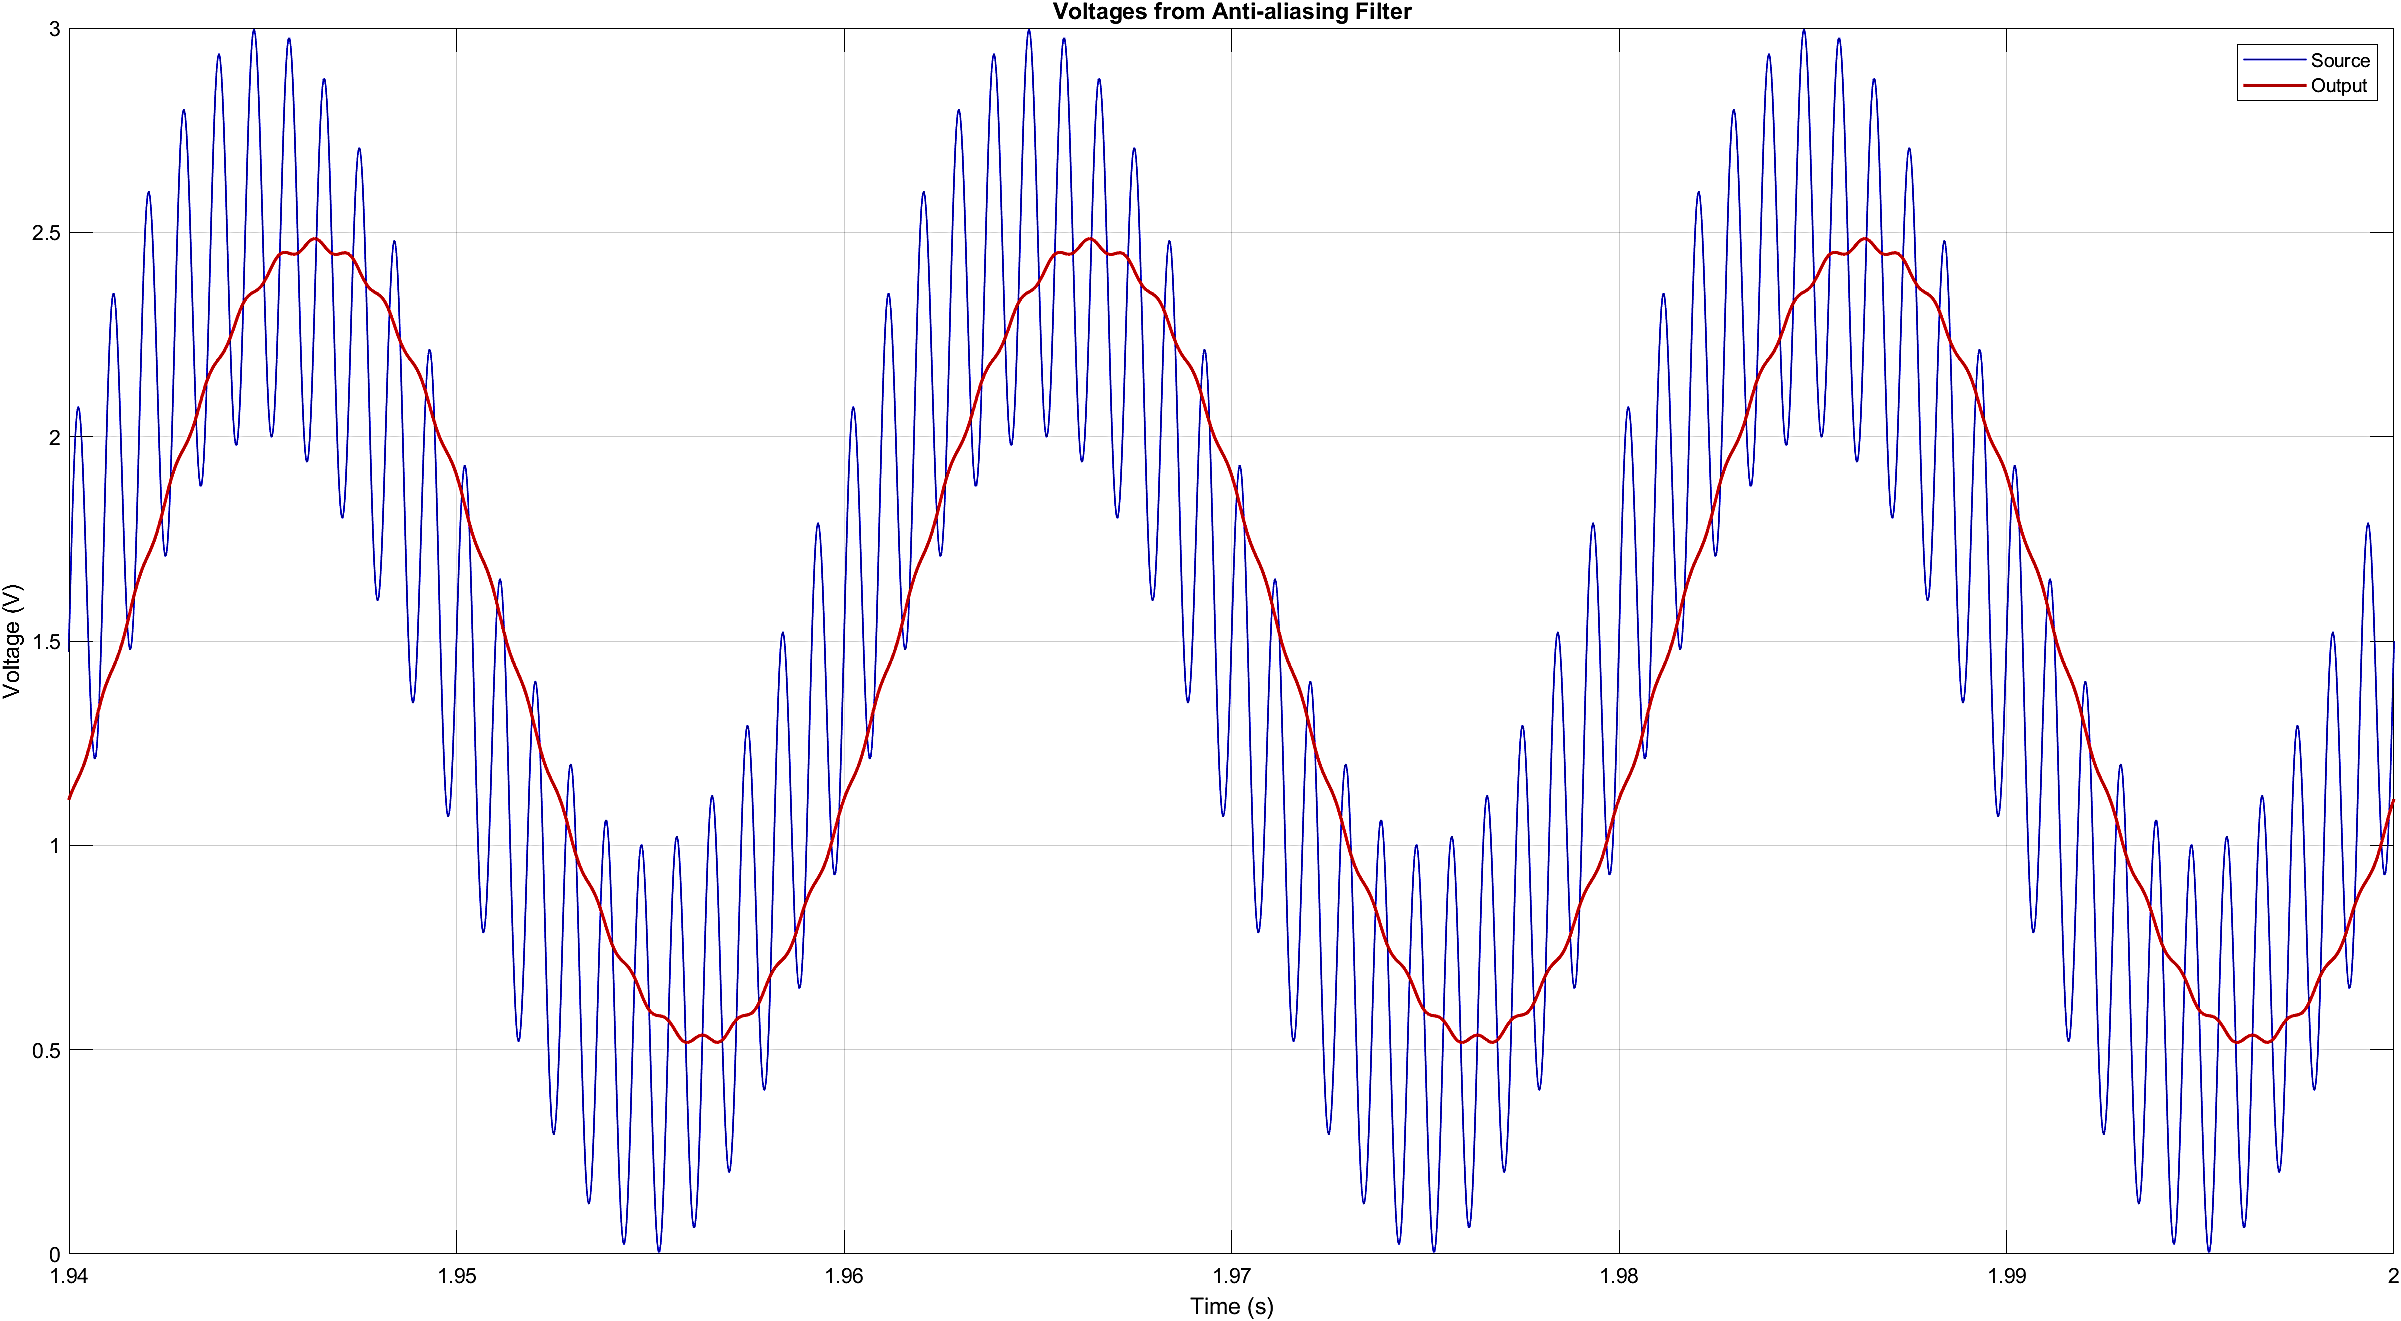 Voltages from Anti-aliasing Filter
Source
Output
Voltage (V)
3
2.5
2
1.5
1
0.5
0
1.94
1.95
1.96
1.97
1.98
1.99
2
Time (s)